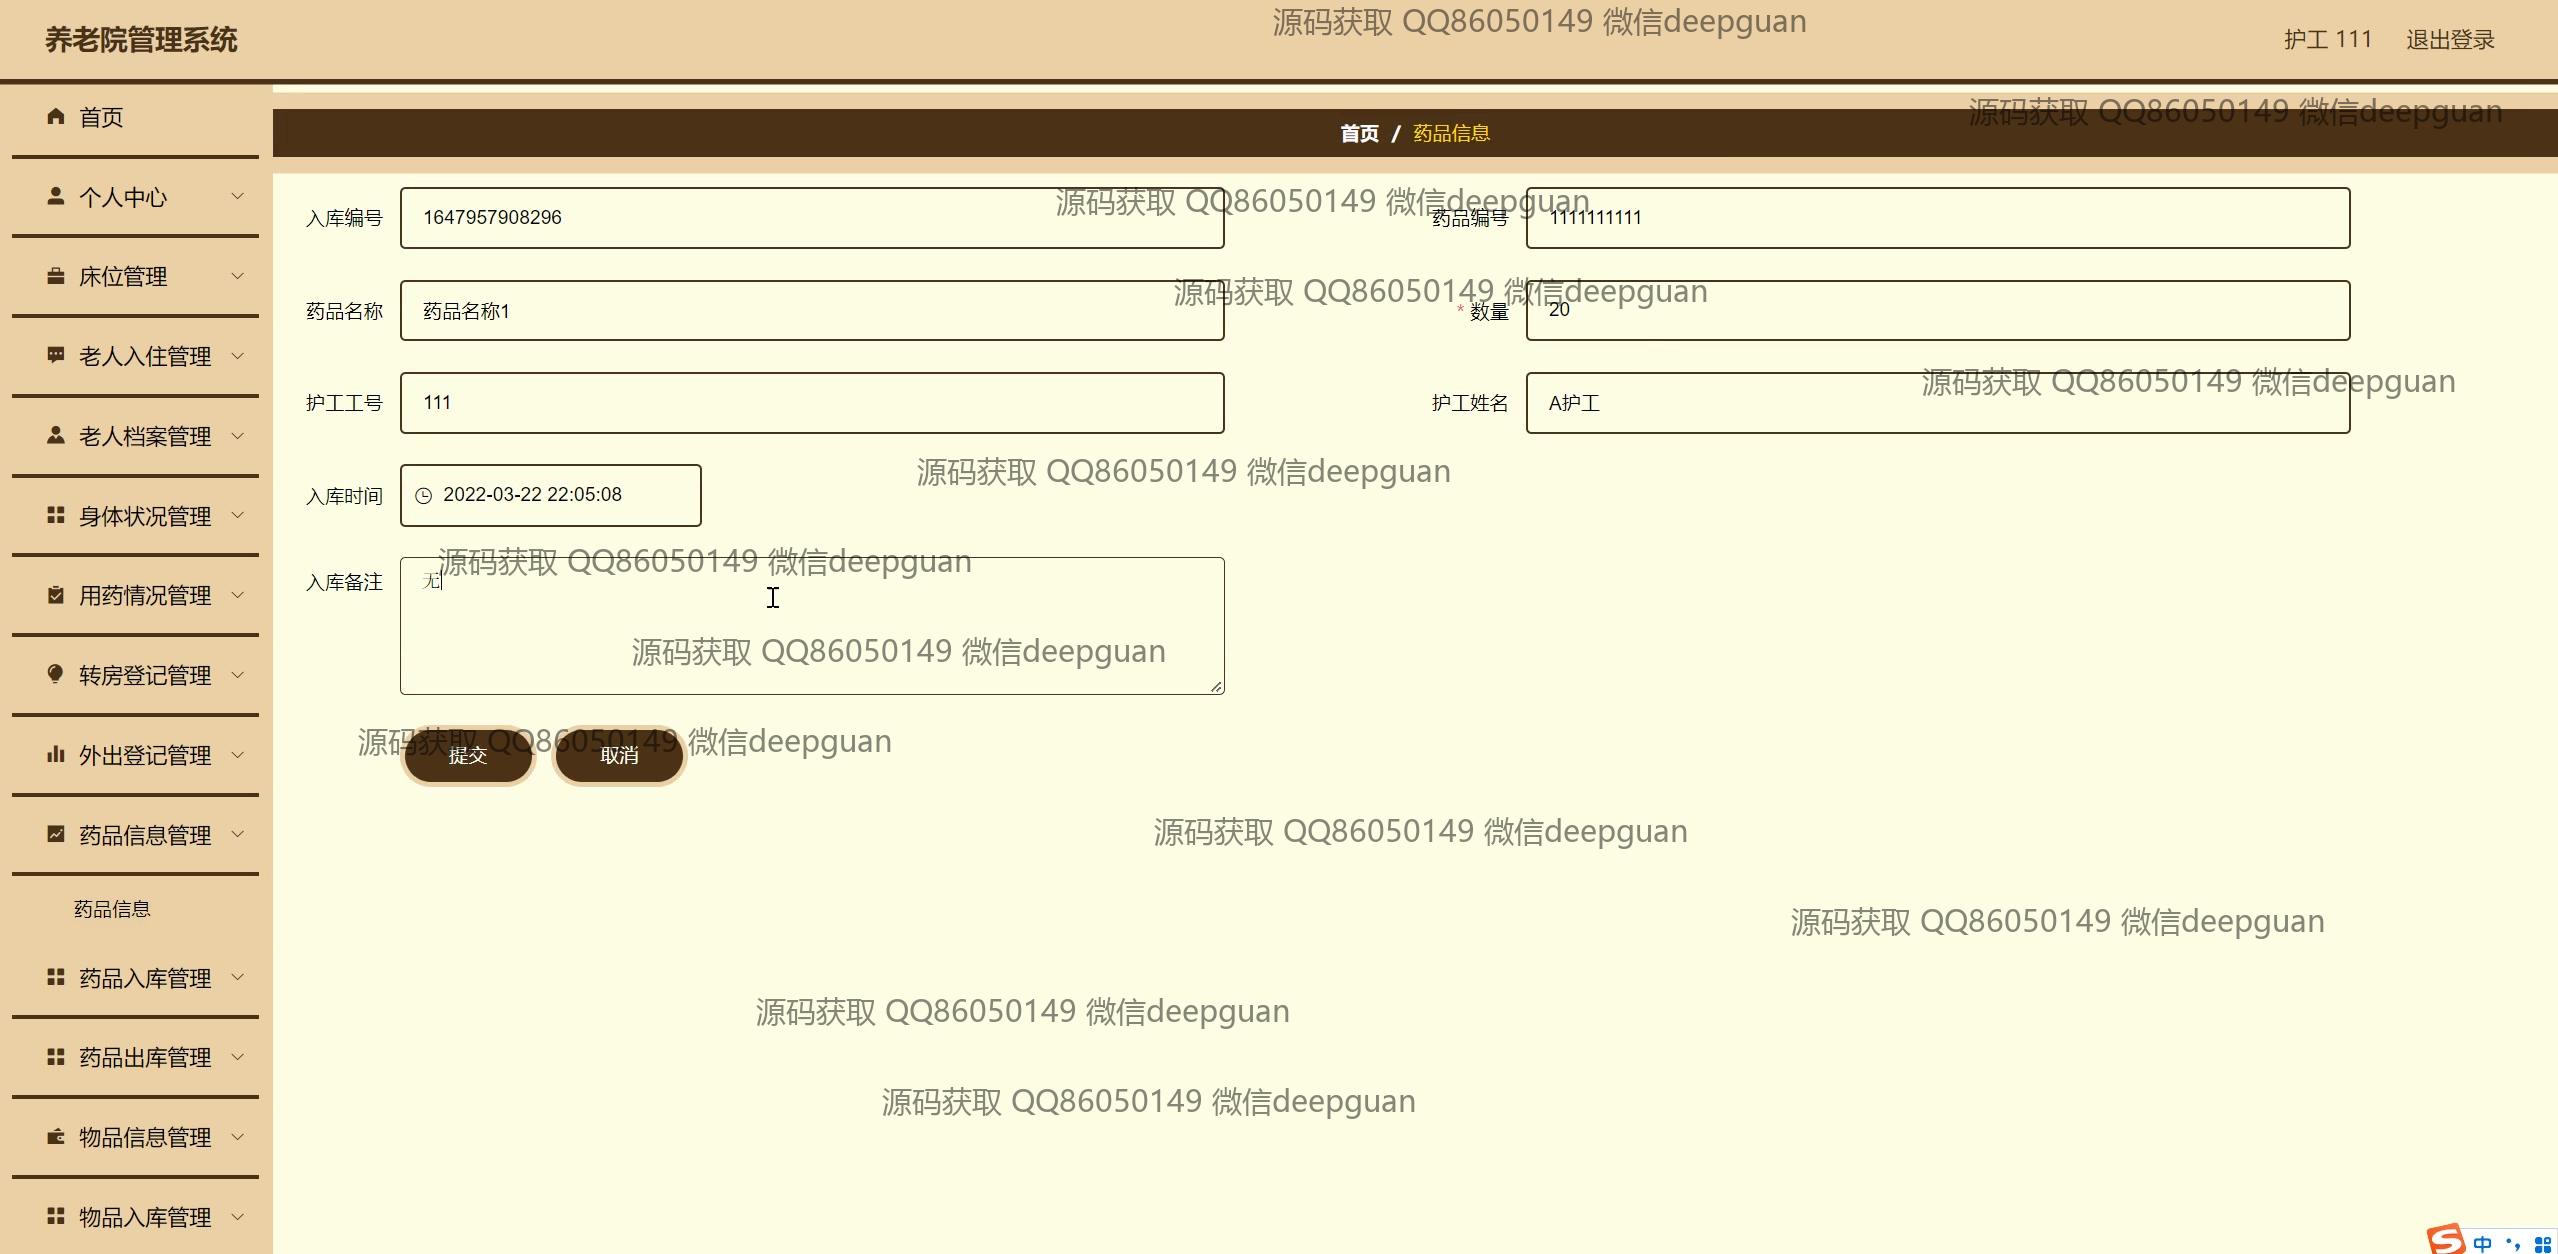 养老院管理系统
源码获取 QQ86050149 微信deepguan
护工 111
退出登录
首页
源码获取 QQ86050149 微信deepguan
首页 / 药品信息
个人中心
入库编号
1647957908296
源码获取 QQ86050149 微信deepguan
药品编号
1111111111
床位管理
药品名称
药品名称1
源码获取 QQ86050149 微信deepguan
* 数量
20
老人入住管理
护工工号
111
护工姓名
A护工
源码获取 QQ86050149 微信deepguan
老人档案管理
入库时间
2022-03-22 22:05:08
源码获取 QQ86050149 微信deepguan
身体状况管理
入库备注
无
源码获取 QQ86050149 微信deepguan
用药情况管理
源码获取 QQ86050149 微信deepguan
转房登记管理
源码获取 QQ86050149 微信deepguan
提交
取消
外出登记管理
药品信息管理
源码获取 QQ86050149 微信deepguan
药品信息
源码获取 QQ86050149 微信deepguan
药品入库管理
源码获取 QQ86050149 微信deepguan
药品出库管理
源码获取 QQ86050149 微信deepguan
物品信息管理
物品入库管理
中